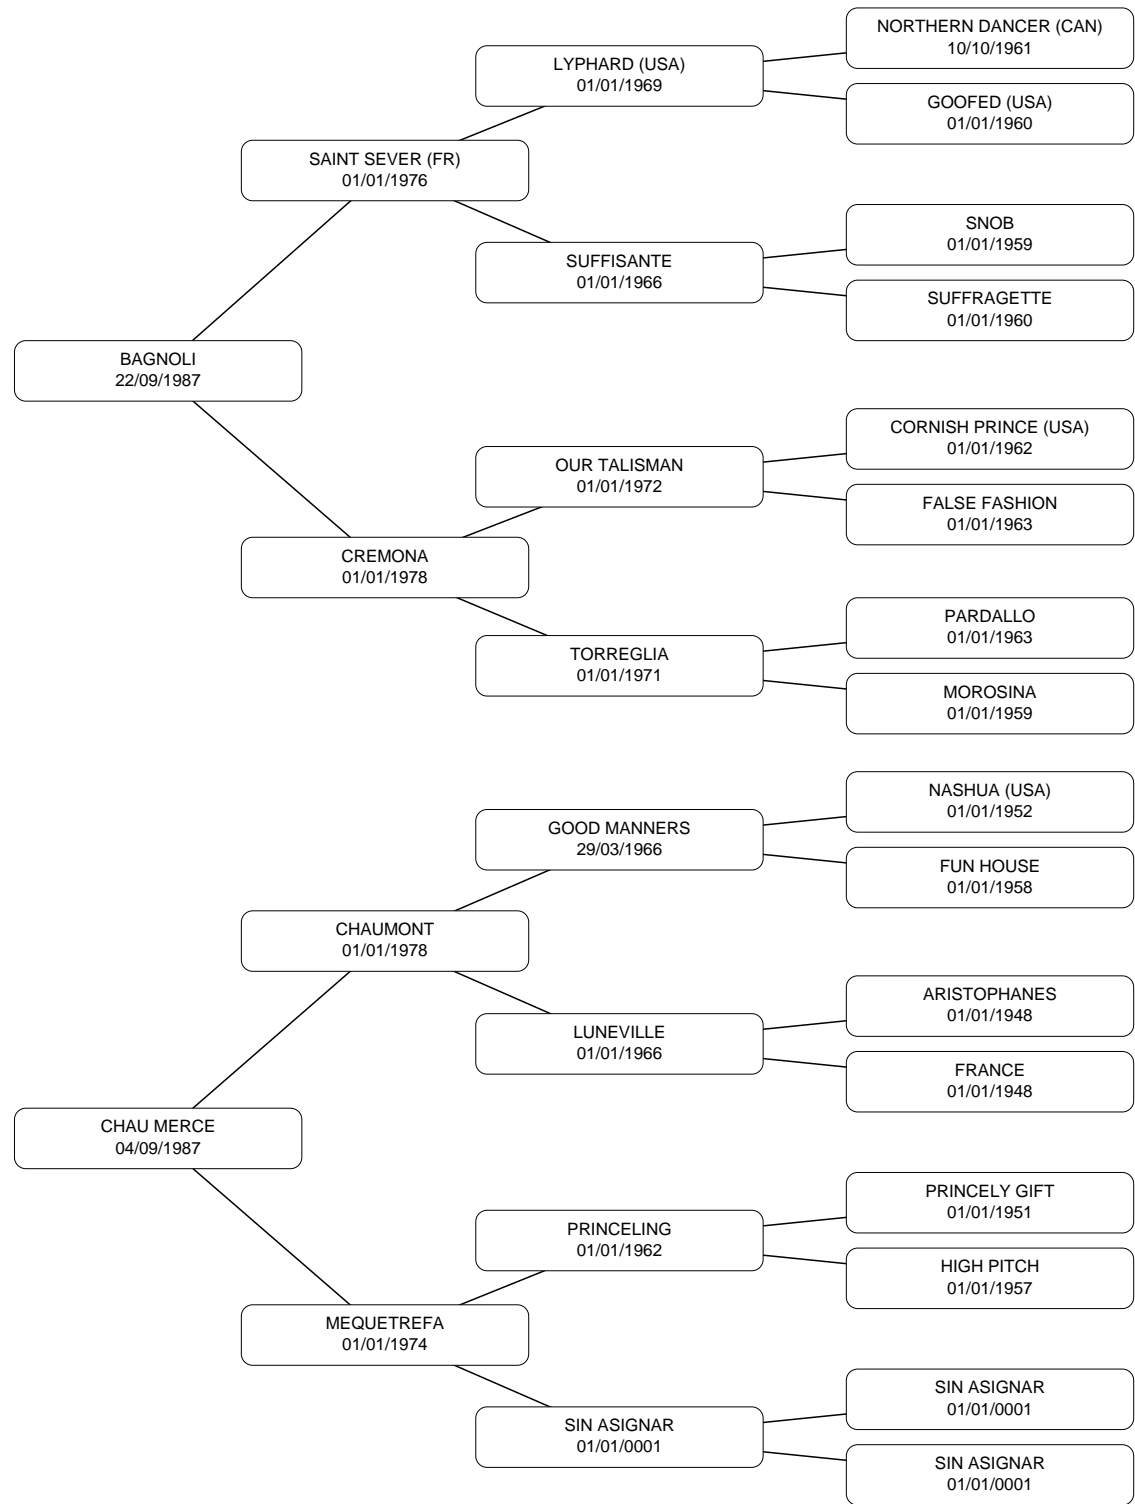 NORTHERN DANCER (CAN)
10/10/1961
LYPHARD (USA)
01/01/1969
GOOFED (USA)
01/01/1960
SAINT SEVER (FR)
01/01/1976
SNOB
01/01/1959
SUFFISANTE
01/01/1966
SUFFRAGETTE
01/01/1960
BAGNOLI
22/09/1987
CORNISH PRINCE (USA)
01/01/1962
OUR TALISMAN
01/01/1972
FALSE FASHION
01/01/1963
CREMONA
01/01/1978
PARDALLO
01/01/1963
TORREGLIA
01/01/1971
MOROSINA
01/01/1959
NASHUA (USA)
01/01/1952
GOOD MANNERS
29/03/1966
FUN HOUSE
01/01/1958
CHAUMONT
01/01/1978
ARISTOPHANES
01/01/1948
LUNEVILLE
01/01/1966
FRANCE
01/01/1948
CHAU MERCE
04/09/1987
PRINCELY GIFT
01/01/1951
PRINCELING
01/01/1962
HIGH PITCH
01/01/1957
MEQUETREFA
01/01/1974
SIN ASIGNAR
01/01/0001
SIN ASIGNAR
01/01/0001
SIN ASIGNAR
01/01/0001